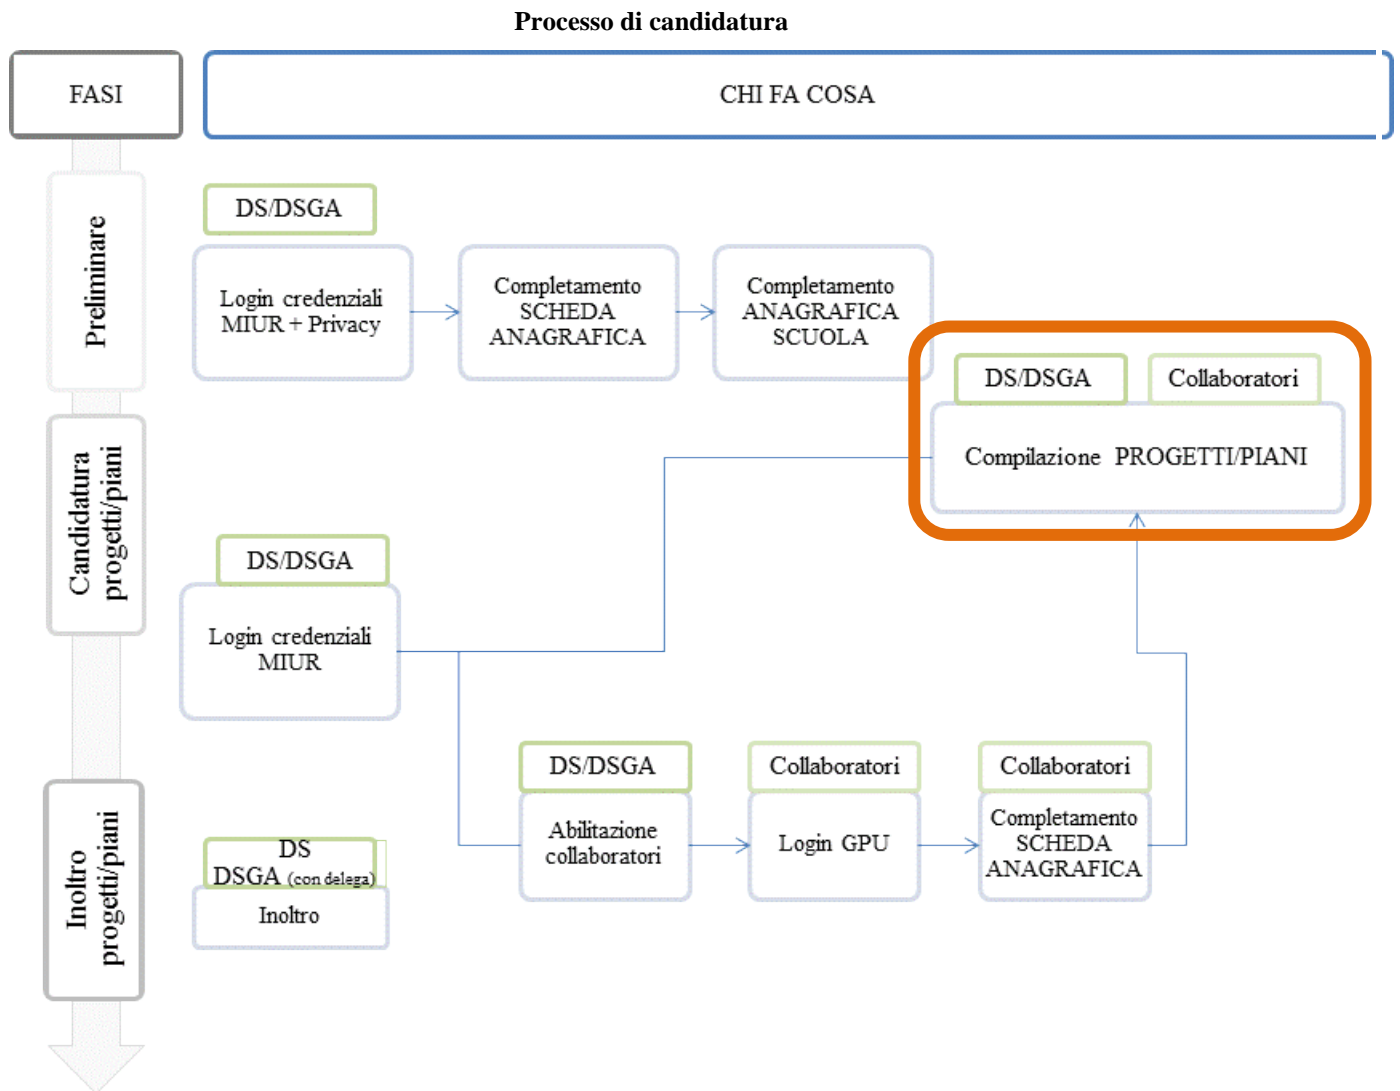 Processo di candidatura
FASI
CHI FA COSA
Preliminare
DS/DSGA
Login credenziali
MIUR + Privacy
Completamento
SCHEDA
ANAGRAFICA
Completamento
ANAGRAFICA
SCUOLA
Candidatura
progetti/piani
DS/DSGA
Collaboratori
Compilazione PROGETTI/PIANI
DS/DSGA
Login credenziali
MIUR
DS/DSGA
Abilitazione
collaboratori
Collaboratori
Login GPU
Collaboratori
Completamento
SCHEDA
ANAGRAFICA
Inoltro
progetti/piani
DS
DSGA (con delega)
Inoltro